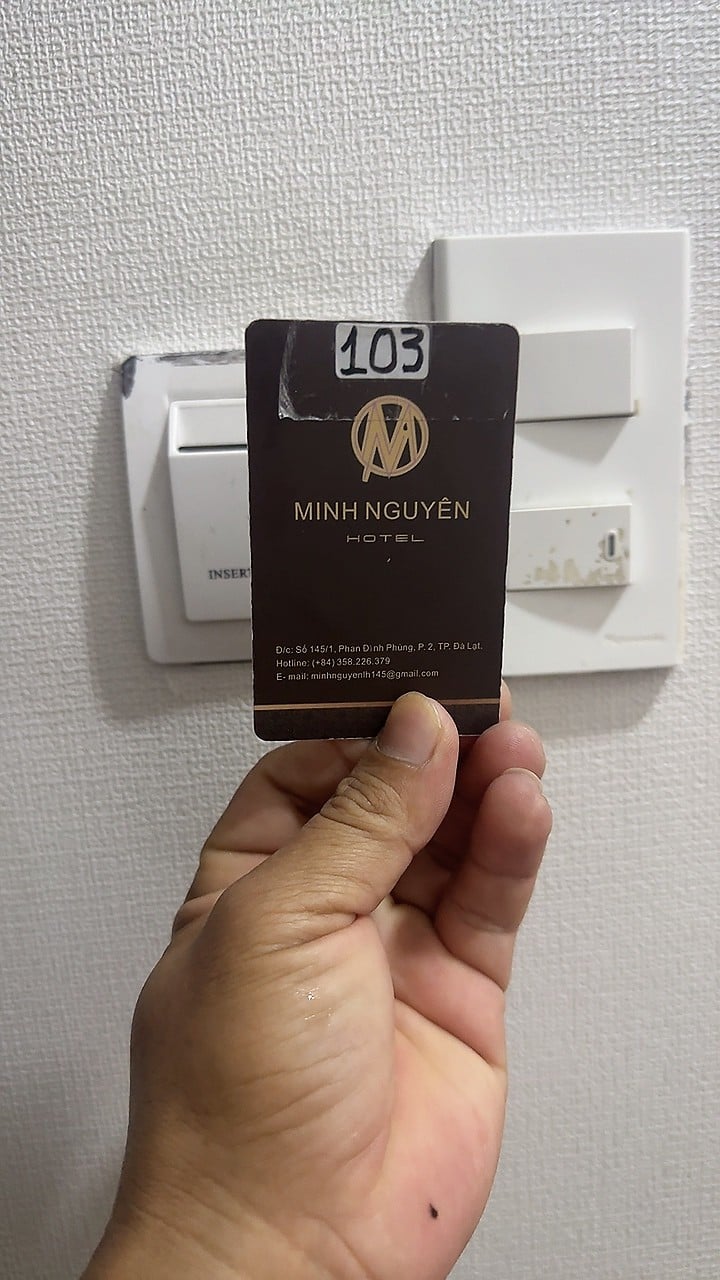 103
MINH NGUYÊN
HOTEL
INSERT
Đ/c: Số 145/1, Phan Đình Phùng, P. 2, TP. Đà Lạt.
Hotline: (+84) 358.226.379
E- mail: minhnguyenlh145@gmail.com